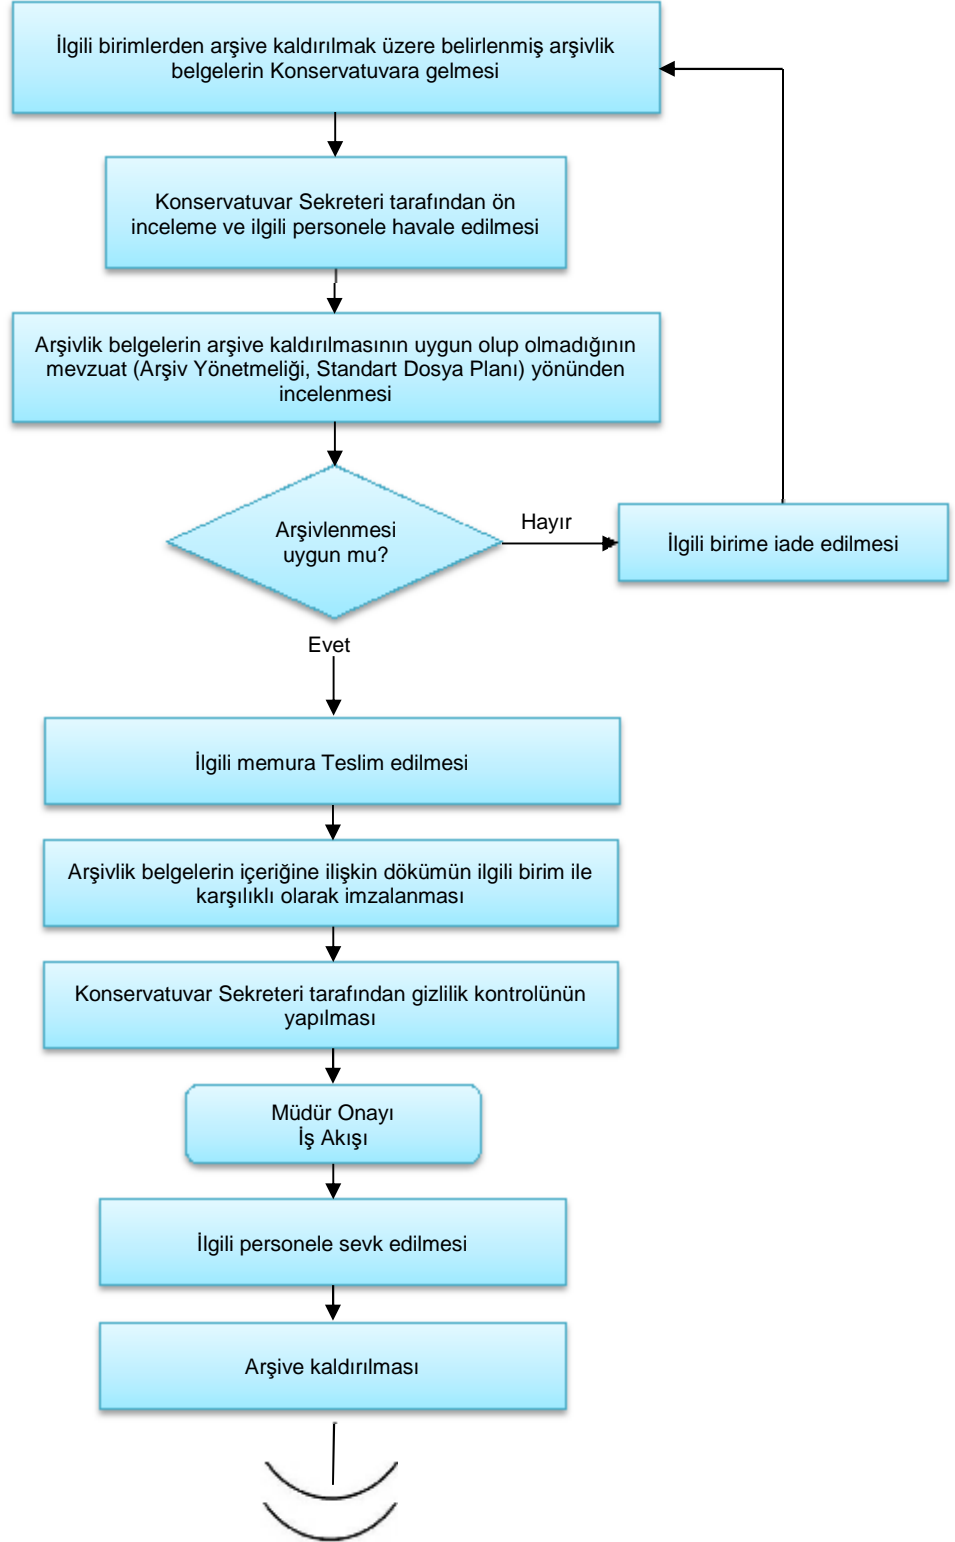 İlgili birimlerden arşive kaldırılmak üzere belirlenmiş arşivlik
belgelerin Konservatuvara gelmesi
Konservatuvar Sekreteri tarafından ön
inceleme ve ilgili personele havale edilmesi
Arşivlik belgelerin arşive kaldırılmasının uygun olup olmadığının
mevzuat (Arşiv Yönetmeliği, Standart Dosya Planı) yönünden
incelenmesi
Arşivlenmesi
uygun mu?
Hayır
İlgili birime iade edilmesi
Evet
İlgili memura Teslim edilmesi
Arşivlik belgelerin içeriğine ilişkin dökümün ilgili birim ile
karşılıklı olarak imzalanması
Konservatuvar Sekreteri tarafından gizlilik kontrolünün
yapılması
Müdür Onayı
İş Akışı
İlgili personele sevk edilmesi
Arşive kaldırılması